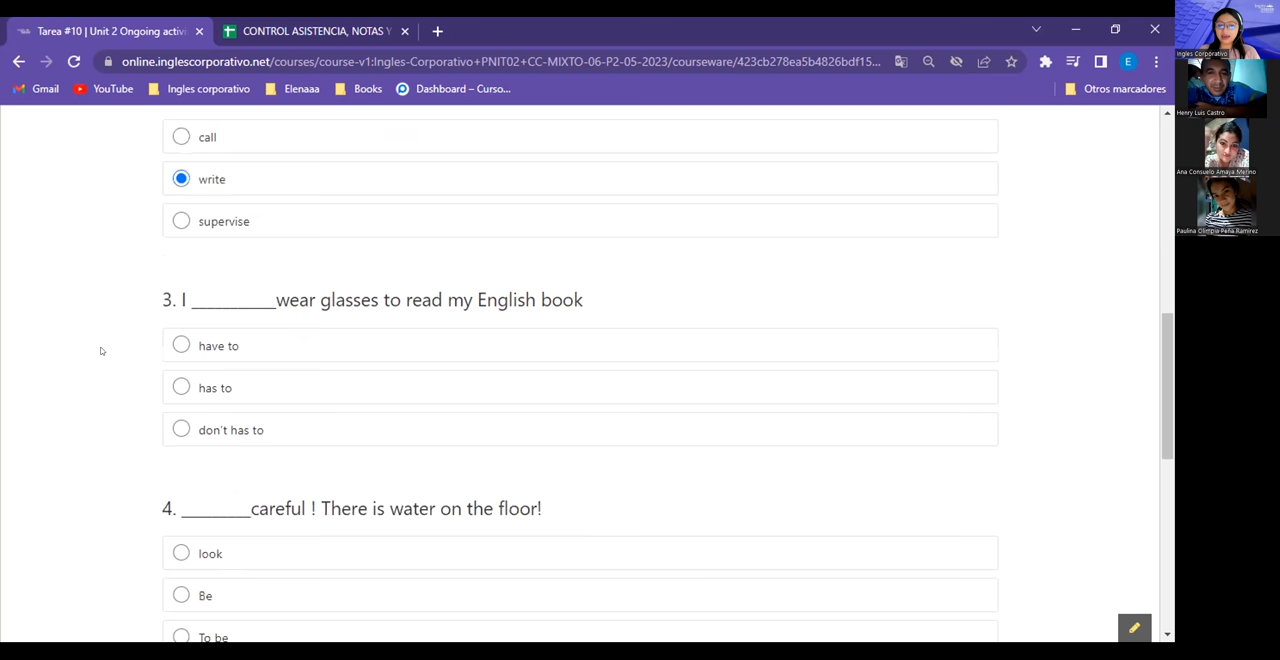 Tarea #10 | Unit 2 Ongoing activi
CONTROL ASISTENCIA, NOTAS Y
online.inglescorporativo.net/courses/course-v1:Ingles-Corporativo+PNIT02+CC-MIXTO-06-P2-05-2023/courseware/423cb278ea5b4826bdf15...
E
Gmail
YouTube
Ingles corporativo
Elenaaa
Books
Dashboard – Curso...
Otros marcadores
call
write
supervise
3. I __________wear glasses to read my English book
have to
has to
don't has to
4. ________careful ! There is water on the floor!
look
Be
To be
Ingles Corporativo
Henry Luis Castro
Ana Consuelo Amaya Merino
Paulina Olimpia Peña Ramirez